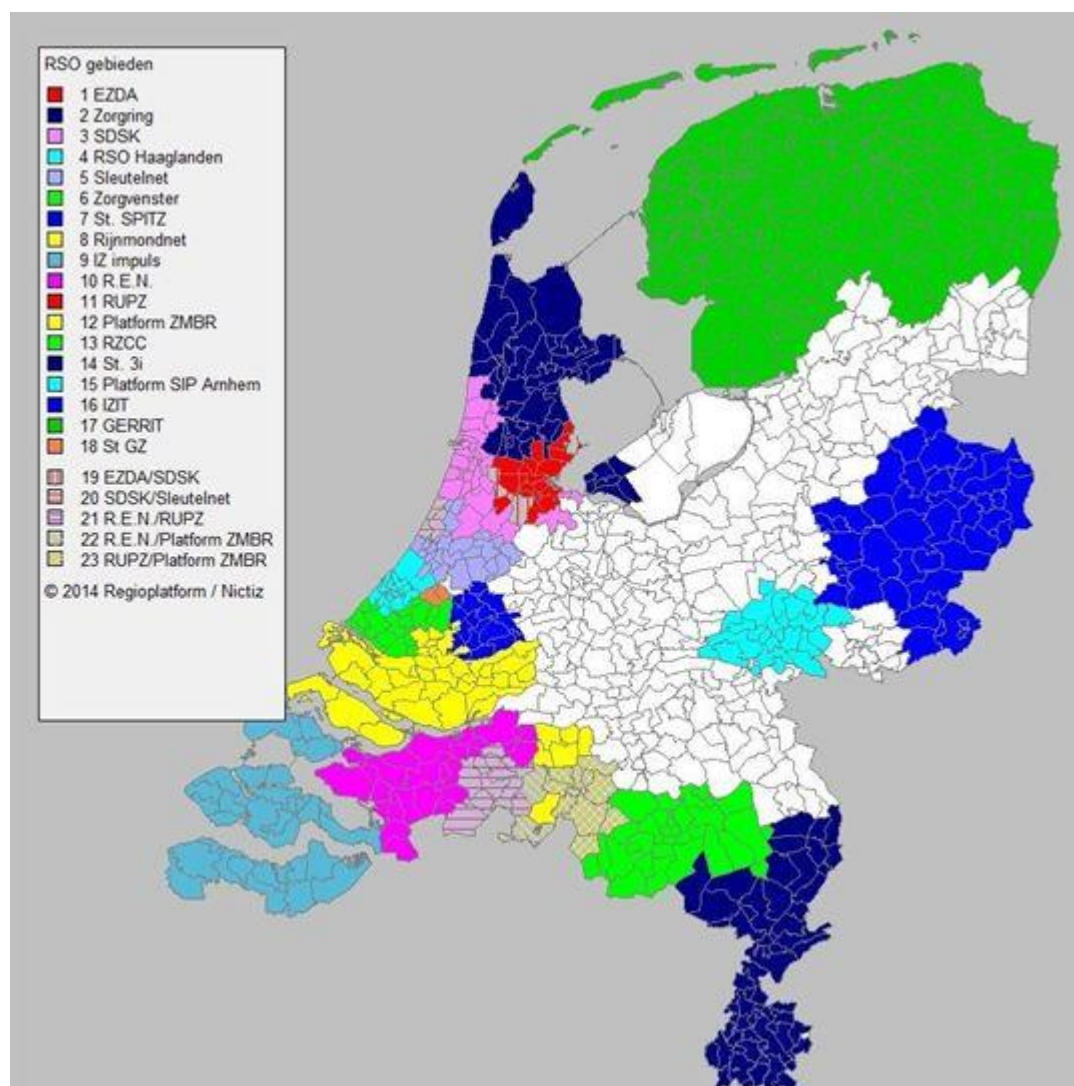 RSO gebieden
1 EZDA
2 Zorgring
3 SDSK
4 RSO Haaglanden
5 Sleutelnet
6 Zorgvenster
7 St. SPITZ
8 Rijnmondnet
9 IZ impuls
10 R.E.N.
11 RUPZ
12 Platform ZMBR
13 RZCC
14 St. 3i
15 Platform SIP Arnhem
16 IZIT
17 GERRIT
18 St GZ
19 EZDA/SDSK
20 SDSK/Sleutelnet
21 R.E.N./RUPZ
22 R.E.N./Platform ZMBR
23 RUPZ/Platform ZMBR
© 2014 Regioplatform / Nictiz